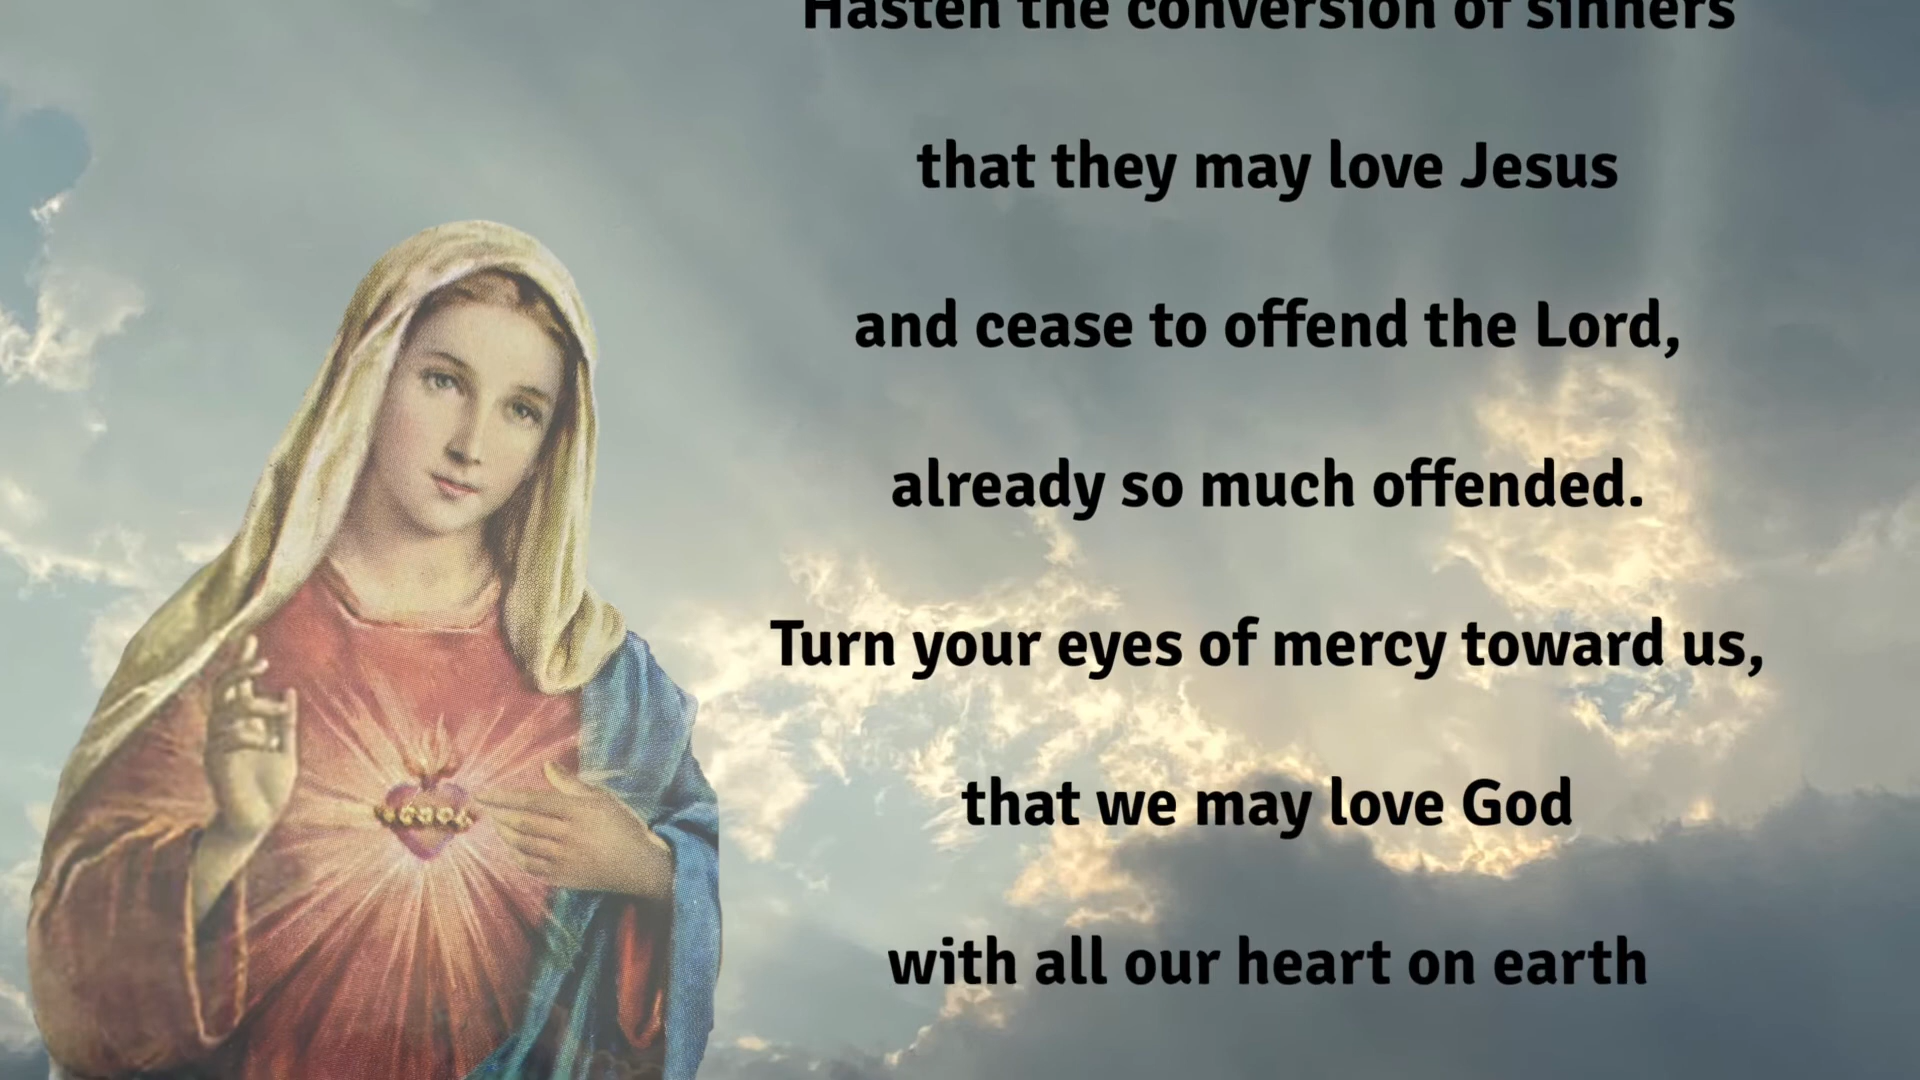 Hasten the conversion of sinners
that they may love Jesus
and cease to offend the Lord,
already so much offended.
Turn your eyes of mercy toward us,
that we may love God
with all our heart on earth